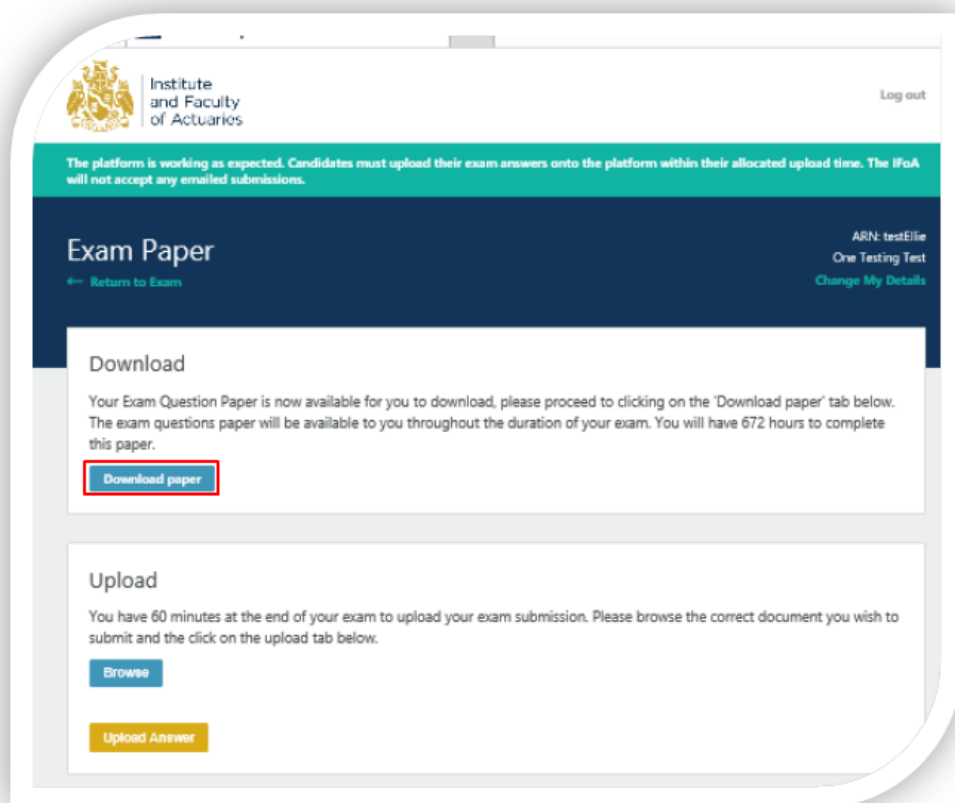 Institute
and Faculty
of Actuaries
Log out
The platform is working as expected. Candidates must upload their exam answers onto the platform within their allocated upload time. The IFoA
will not accept any emailed submissions.
Exam Paper
ARN: testEllie
One Testing Test
← Return to Exam
Change My Details
Download
Your Exam Question Paper is now available for you to download, please proceed to clicking on the 'Download paper' tab below.
The exam questions paper will be available to you throughout the duration of your exam. You will have 672 hours to complete
this paper.
Download paper
Upload
You have 60 minutes at the end of your exam to upload your exam submission. Please browse the correct document you wish to
submit and the click on the upload tab below.
Browse
Upload Answer